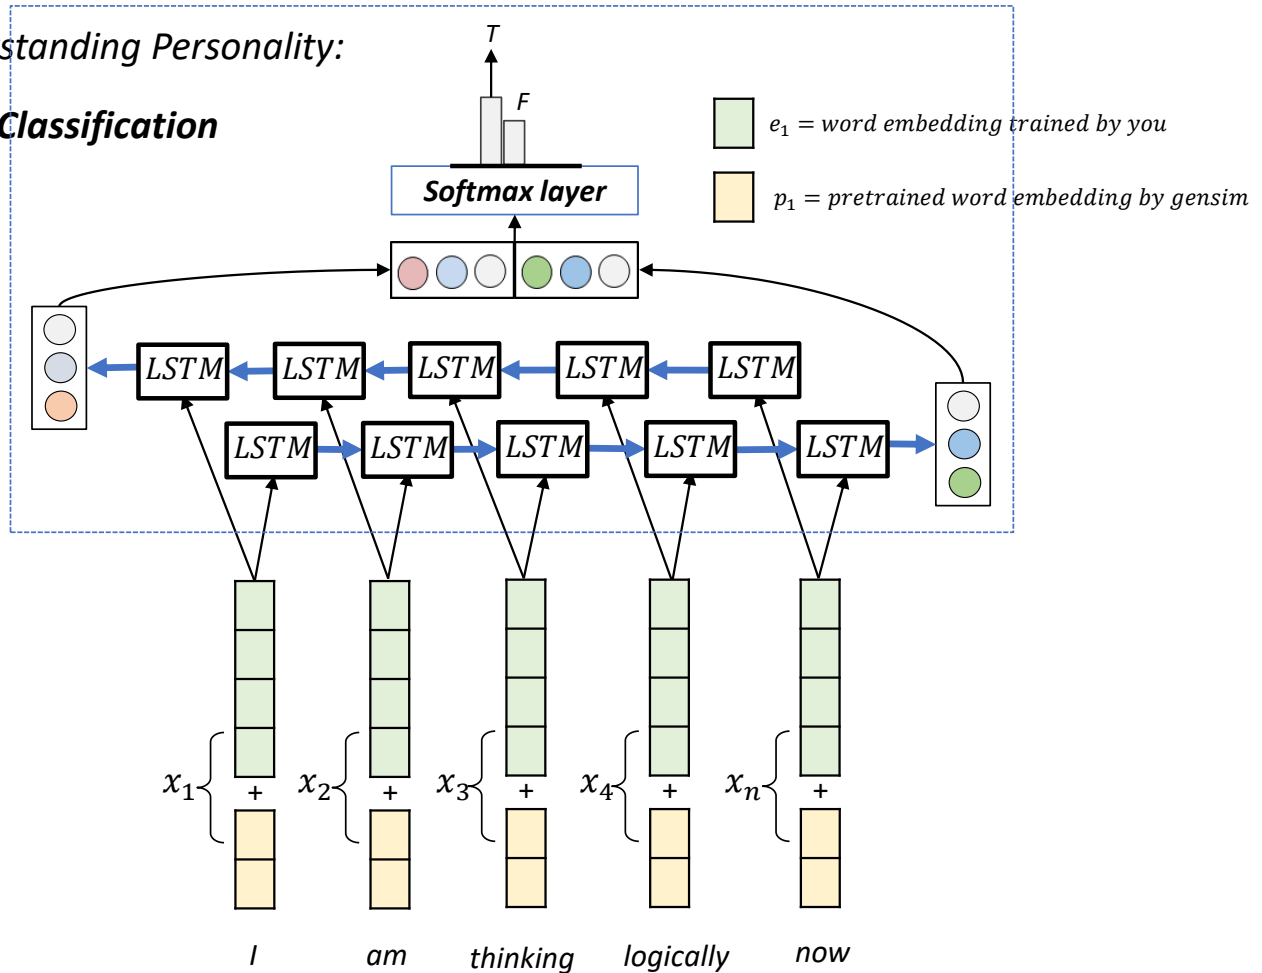 standing Personality:
Classification
T
F
e₁ = word embedding trained by you
p₁ = pretrained word embedding by gensim
Softmax layer
LSTM LSTM LSTM LSTM LSTM
LSTM LSTM LSTM LSTM LSTM
x₁ x₂ x₃ x₄ xₙ
+ + + + +
I am thinking logically now